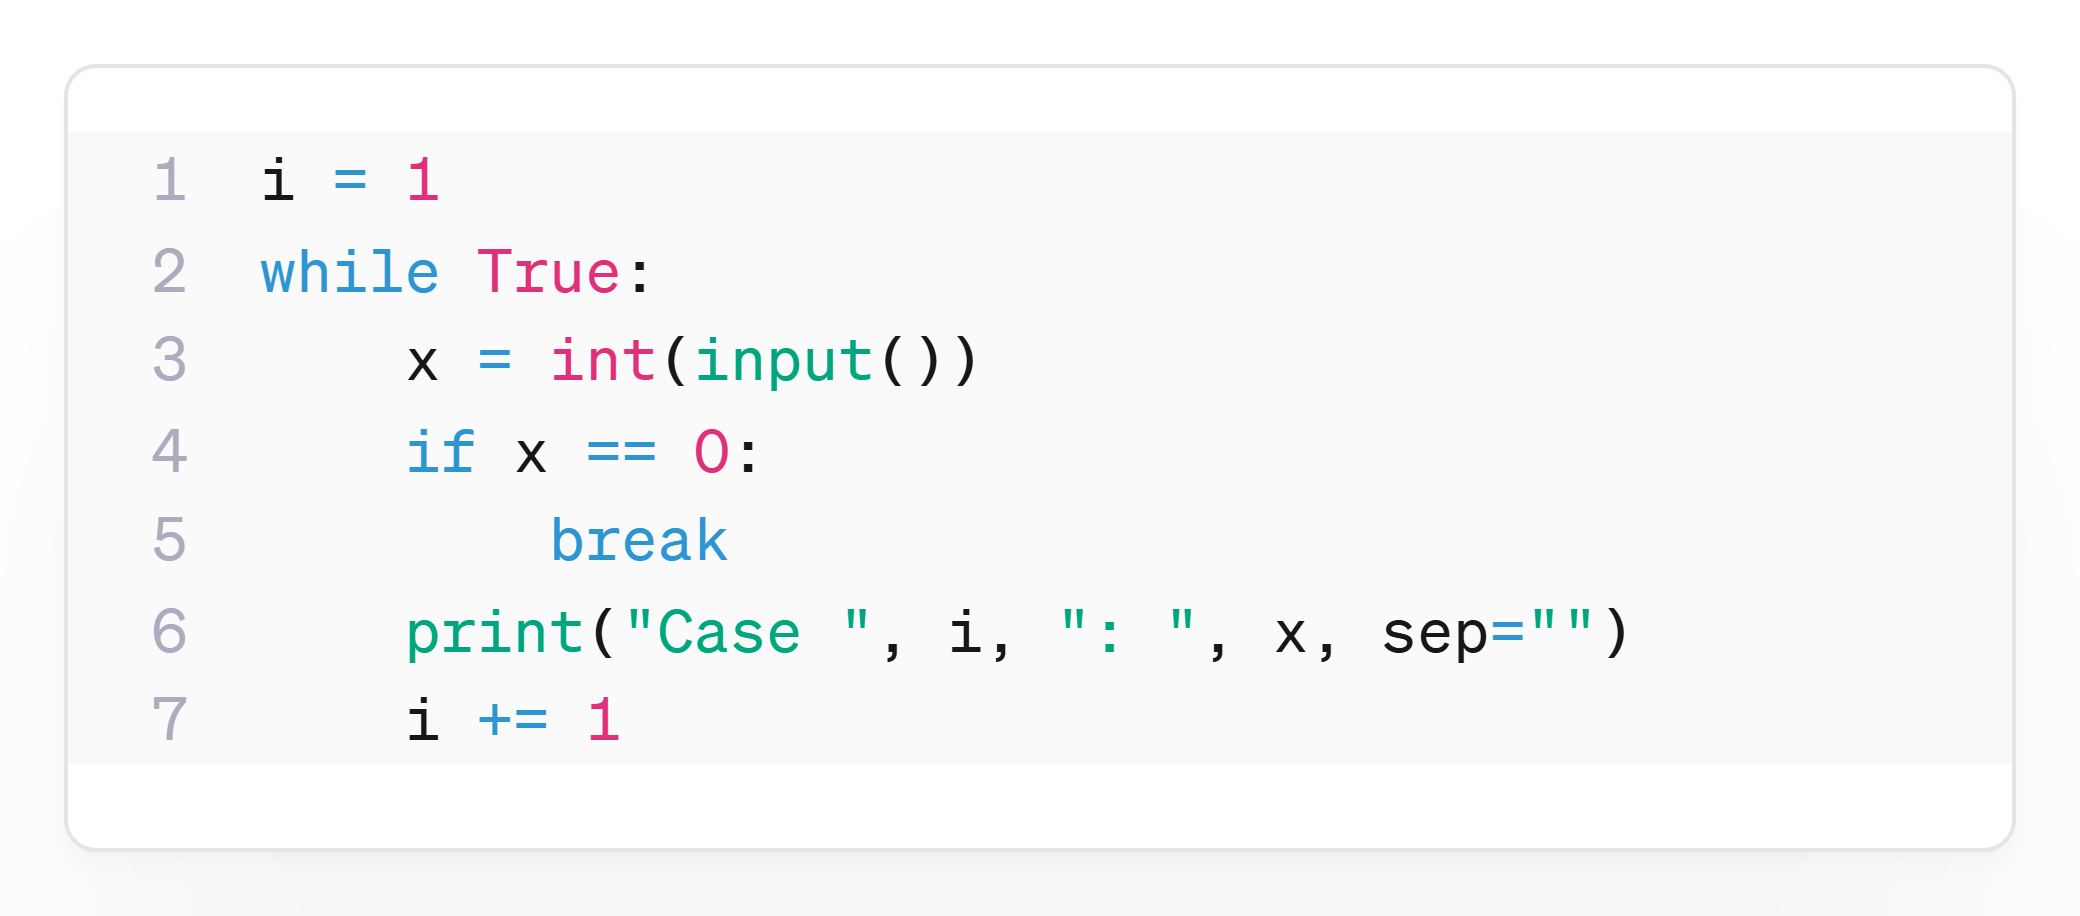 1 i = 1
2 while True:
3     x = int(input())
4     if x == 0:
5         break
6     print("Case ", i, ": ", x, sep="")
7     i += 1